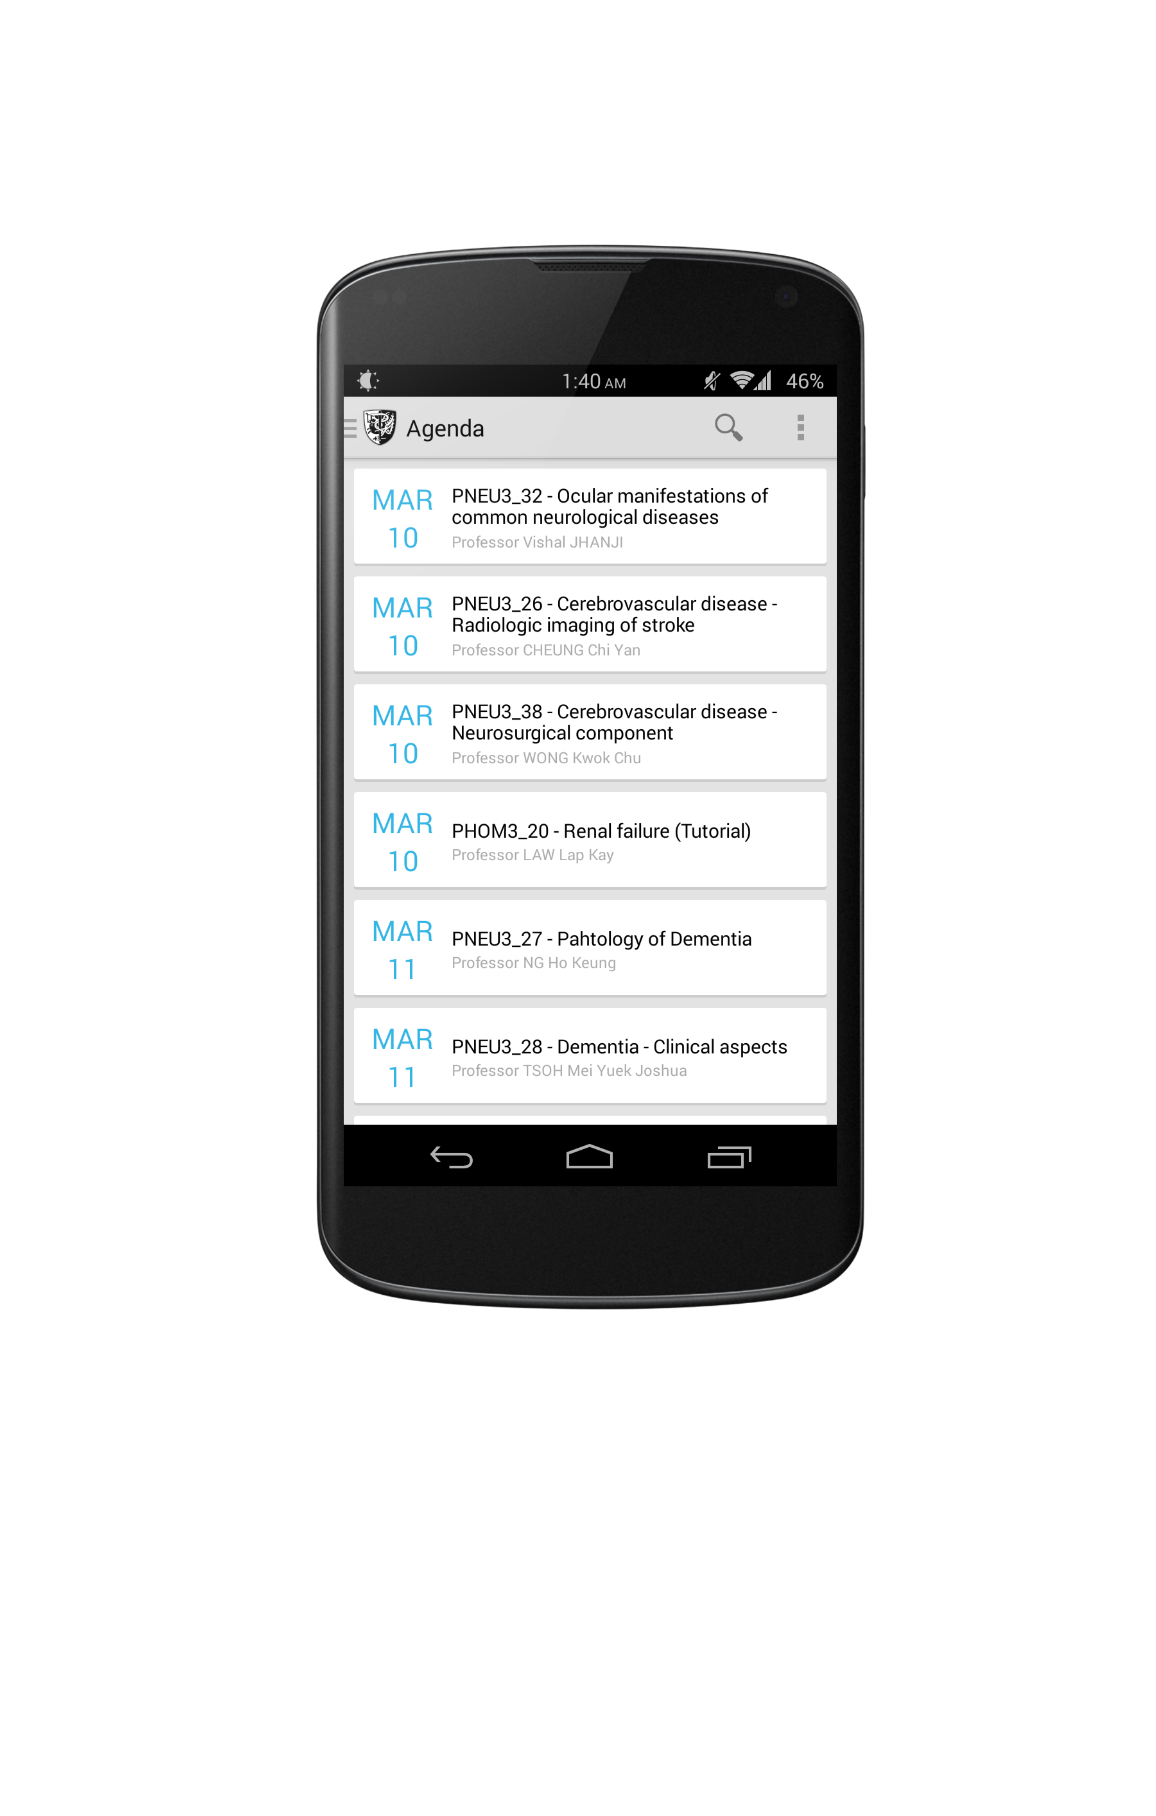 1:40 AM
46%
Agenda
MAR
10
PNEU3_32 - Ocular manifestations of
common neurological diseases
Professor Vishal JHANJI
MAR
10
PNEU3_26 - Cerebrovascular disease -
Radiologic imaging of stroke
Professor CHEUNG Chi Yan
MAR
10
PNEU3_38 - Cerebrovascular disease -
Neurosurgical component
Professor WONG Kwok Chu
MAR
10
PHOM3_20 - Renal failure (Tutorial)
Professor LAW Lap Kay
MAR
11
PNEU3_27 - Pahtology of Dementia
Professor NG Ho Keung
MAR
11
PNEU3_28 - Dementia - Clinical aspects
Professor TSOH Mei Yuek Joshua